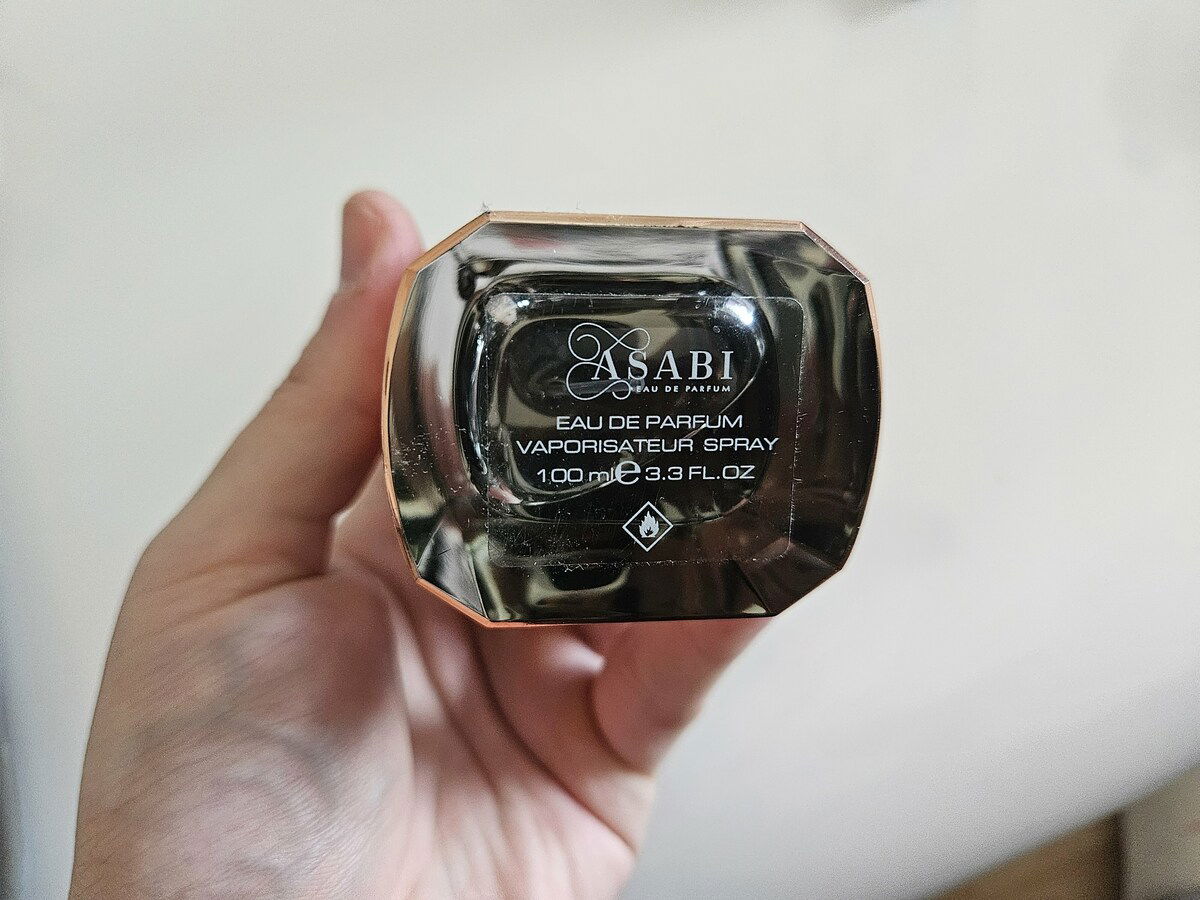 ASABI
EAU DE PARFUM
EAU DE PARFUM
VAPORISATEUR SPRAY
100 ml e 3.3 FL.OZ